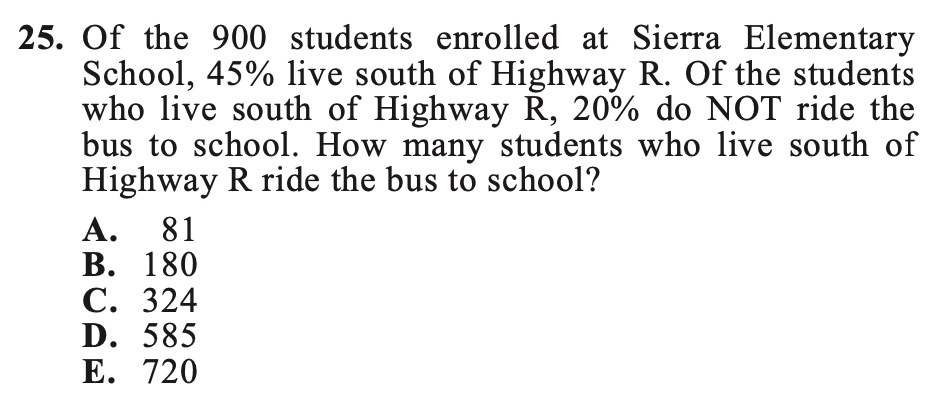 25. Of the 900 students enrolled at Sierra Elementary
School, 45% live south of Highway R. Of the students
who live south of Highway R, 20% do NOT ride the
bus to school. How many students who live south of
Highway R ride the bus to school?
A. 81
B. 180
C. 324
D. 585
E. 720